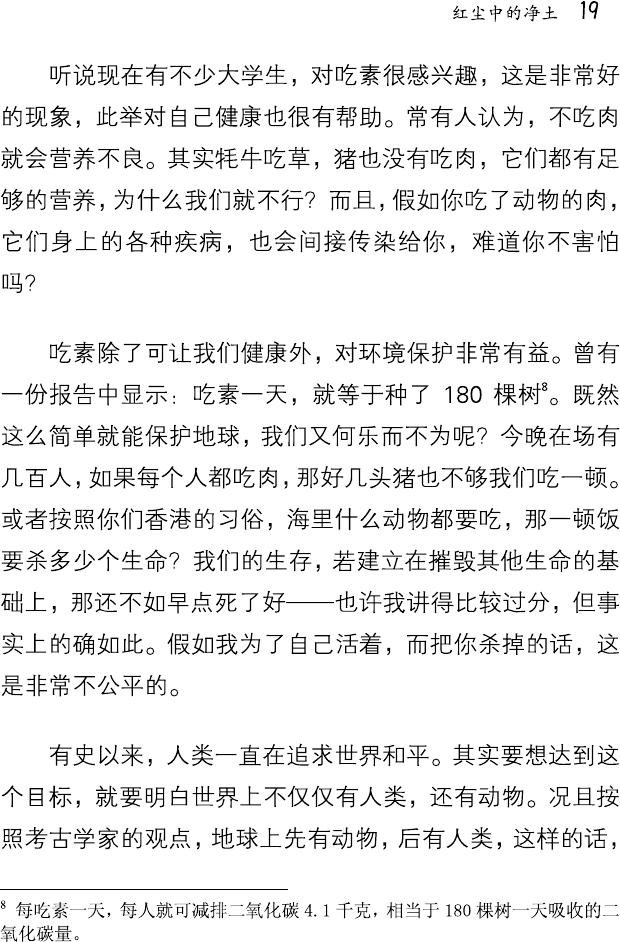 红尘中的净土 19
听说现在有不少大学生，对吃素很感兴趣，这是非常好
的现象，此举对自己健康也很有帮助。常有人认为，不吃肉
就会营养不良。其实牦牛吃草，猪也没有吃肉，它们都有足
够的营养，为什么我们就不行？而且，假如你吃了动物的肉，
它们身上的各种疾病，也会间接传染给你，难道你不害怕
吗？
吃素除了可让我们健康外，对环境保护非常有益。曾有
一份报告中显示：吃素一天，就等于种了 180 棵树8。既然
这么简单就能保护地球，我们又何乐而不为呢？今晚在场有
几百人，如果每个人都吃肉，那好几头猪也不够我们吃一顿。
或者按照你们香港的习俗，海里什么动物都要吃，那一顿饭
要杀多少个生命？我们的生存，若建立在摧毁其他生命的基
础上，那还不如早点死了好——也许我讲得比较过分，但事
实上的确如此。假如我为了自己活着，而把你杀掉的话，这
是非常不公平的。
有史以来，人类一直在追求世界和平。其实要想达到这
个目标，就要明白世界上不仅仅有人类，还有动物。况且按
照考古学家的观点，地球上先有动物，后有人类，这样的话，
8 每吃素一天，每人就可减排二氧化碳 4.1 千克，相当于 180 棵树一天吸收的二
氧化碳量。